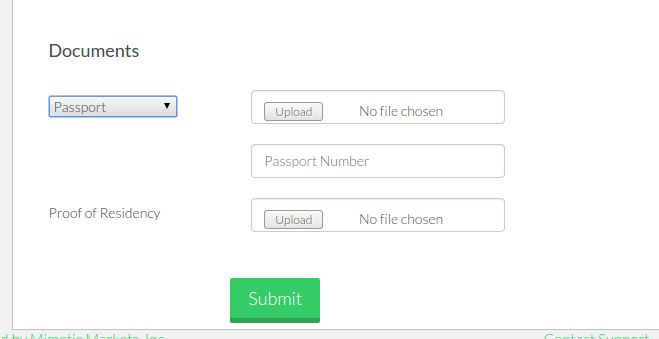 Documents
Passport
Upload No file chosen
Passport Number
Proof of Residency
Upload No file chosen
Submit
d by Mimetic Markets, Inc
Contact Support